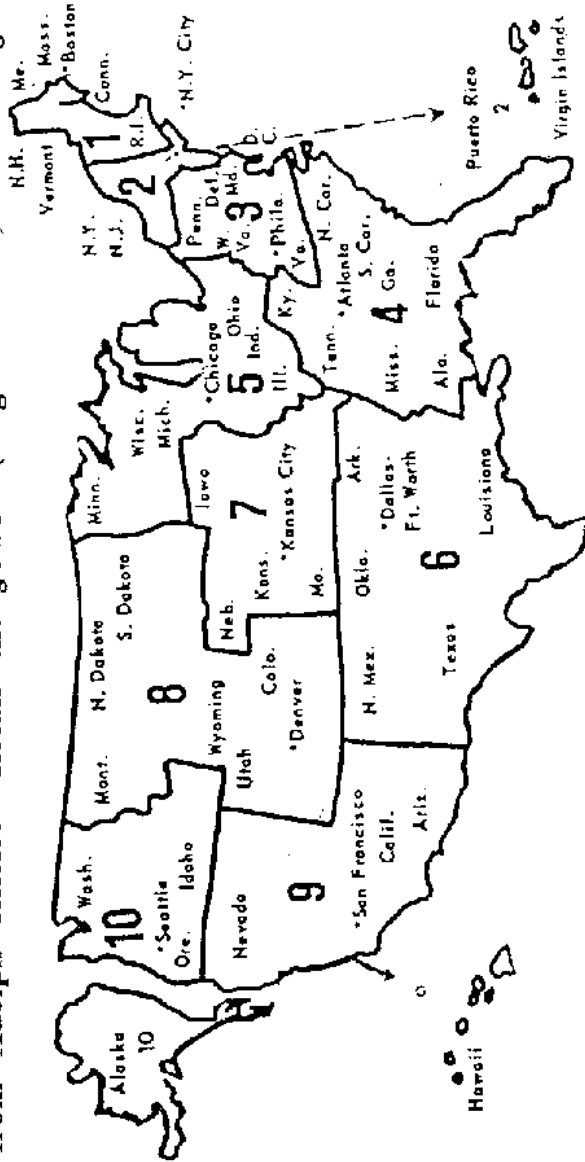 Alaska
10
Wash.
10
*Seattle
Ore.
Idaho
Nevada
9
*San Francisco
Calif.
Ariz.
Hawaii
Mont.
N. Dakota
S. Dakota
8
Wyoming
Utah
Colo.
*Denver
Minn.
Neb.
Iowa
7
Kans.
*Kansas City
Mo.
N. Mex.
Okla.
Ark.
*Dallas-
Ft. Worth
6
Texas
Louisiana
Wisc.
Mich.
*Chicago
5
Ohio
Ind.
Ill.
Ky.
Tenn.
N. Car.
*Atlanta
S. Car.
4
Ga.
Miss.
Ala.
Florida
Penn.
Del.
Md.
W.
Va.
3
D.
C.
*Phila.
Va.
N.Y.
N.J.
2
N.H.
Me.
Vermont
Mass.
*Boston
Conn.
1
R.I.
*N.Y. City
Puerto Rico
2
Virgin Islands